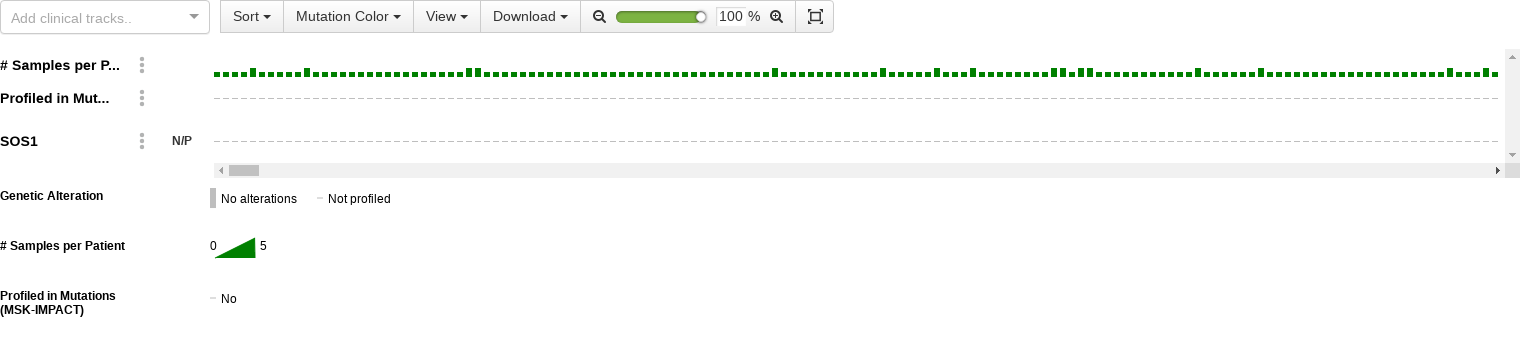 Add clinical tracks.. Sort Mutation Color View Download 100 %
# Samples per P...
Profiled in Mut...
SOS1 N/P
Genetic Alteration No alterations Not profiled
# Samples per Patient 0 5
Profiled in Mutations No
(MSK-IMPACT)